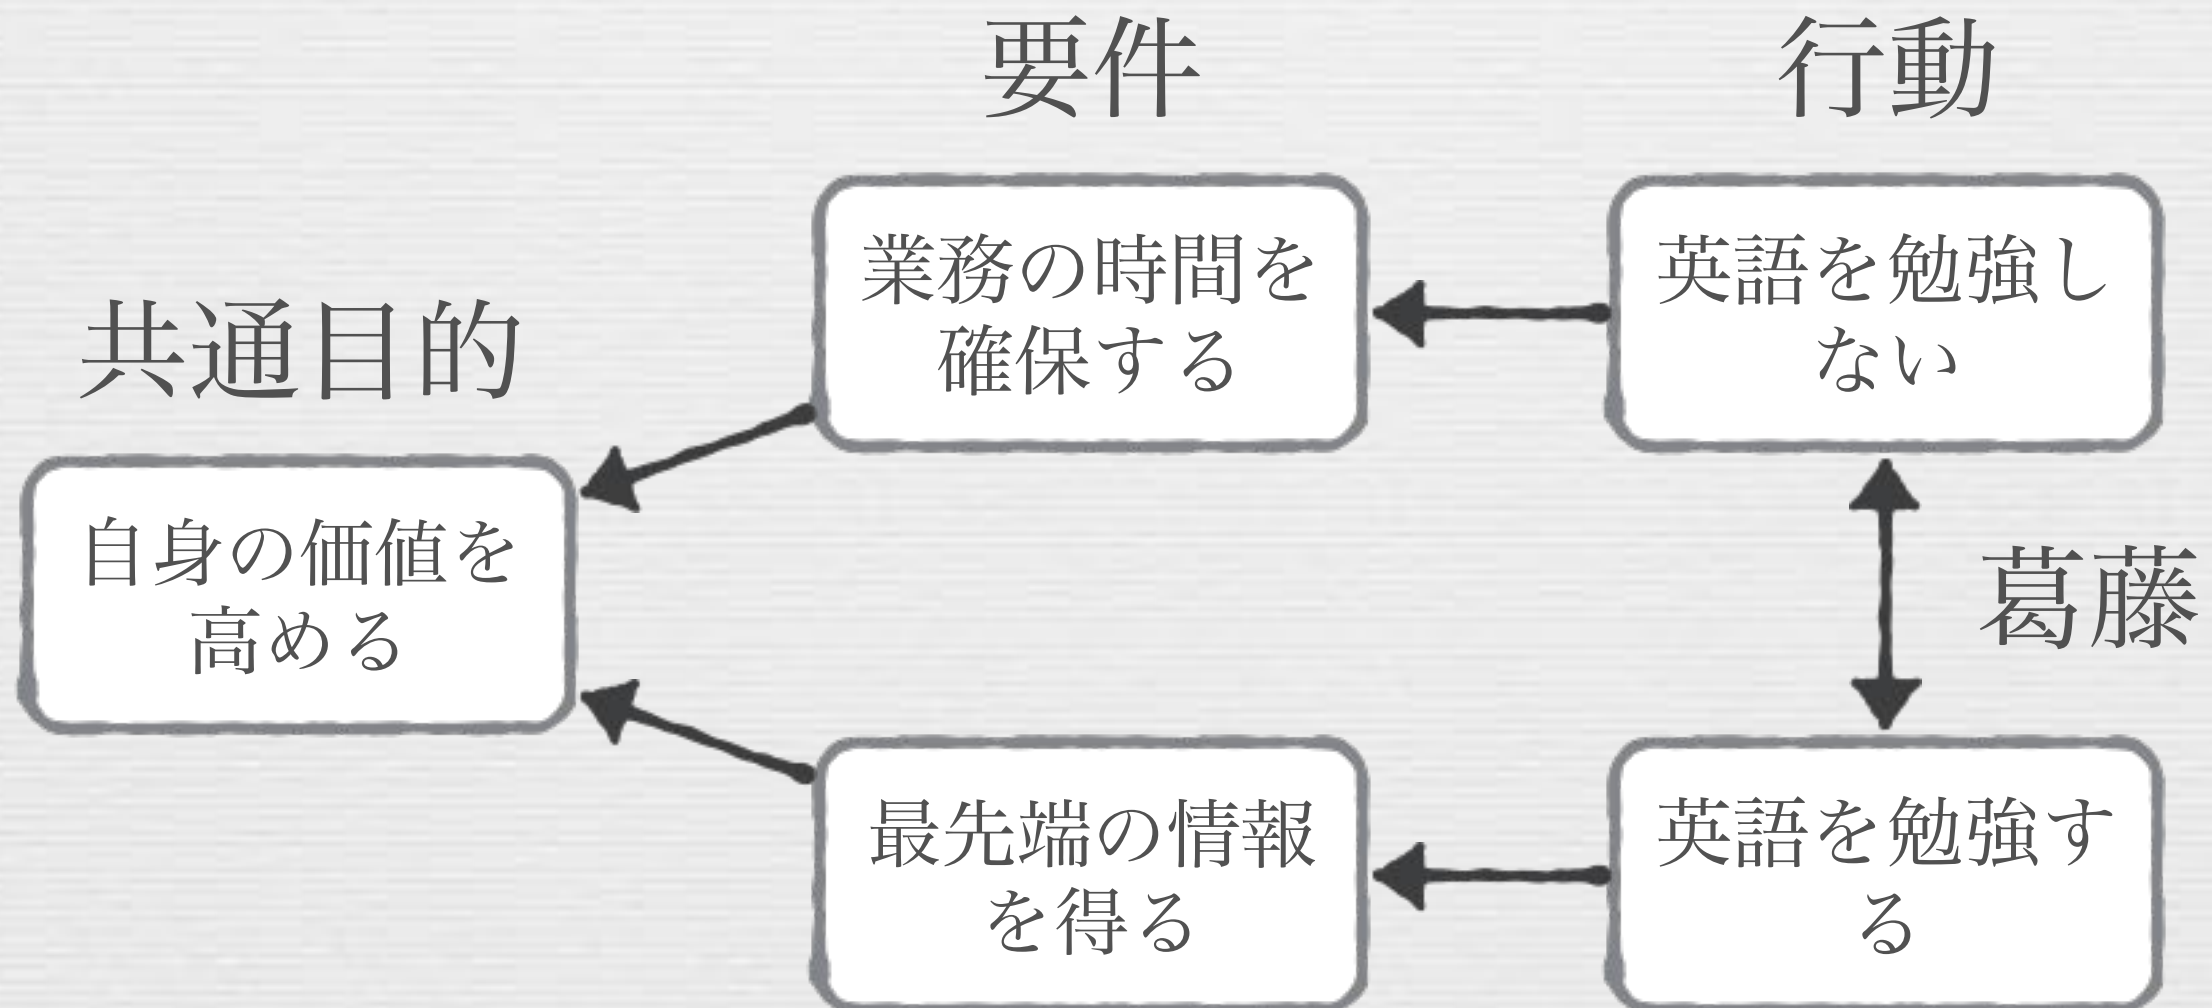 要件
行動
共通目的
業務の時間を
確保する
英語を勉強し
ない
自身の価値を
高める
葛藤
最先端の情報
を得る
英語を勉強す
る